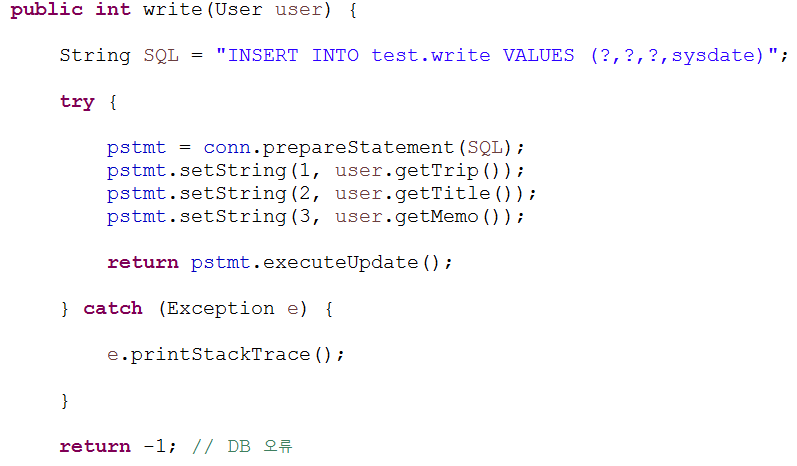 public int write(User user) {
String SQL = "INSERT INTO test.write VALUES (?,?,?,sysdate)";
try {
pstmt = conn.prepareStatement(SQL);
pstmt.setString(1, user.getTrip());
pstmt.setString(2, user.getTitle());
pstmt.setString(3, user.getMemo());
return pstmt.executeUpdate();
} catch (Exception e) {
e.printStackTrace();
}
return -1; // DB 오류